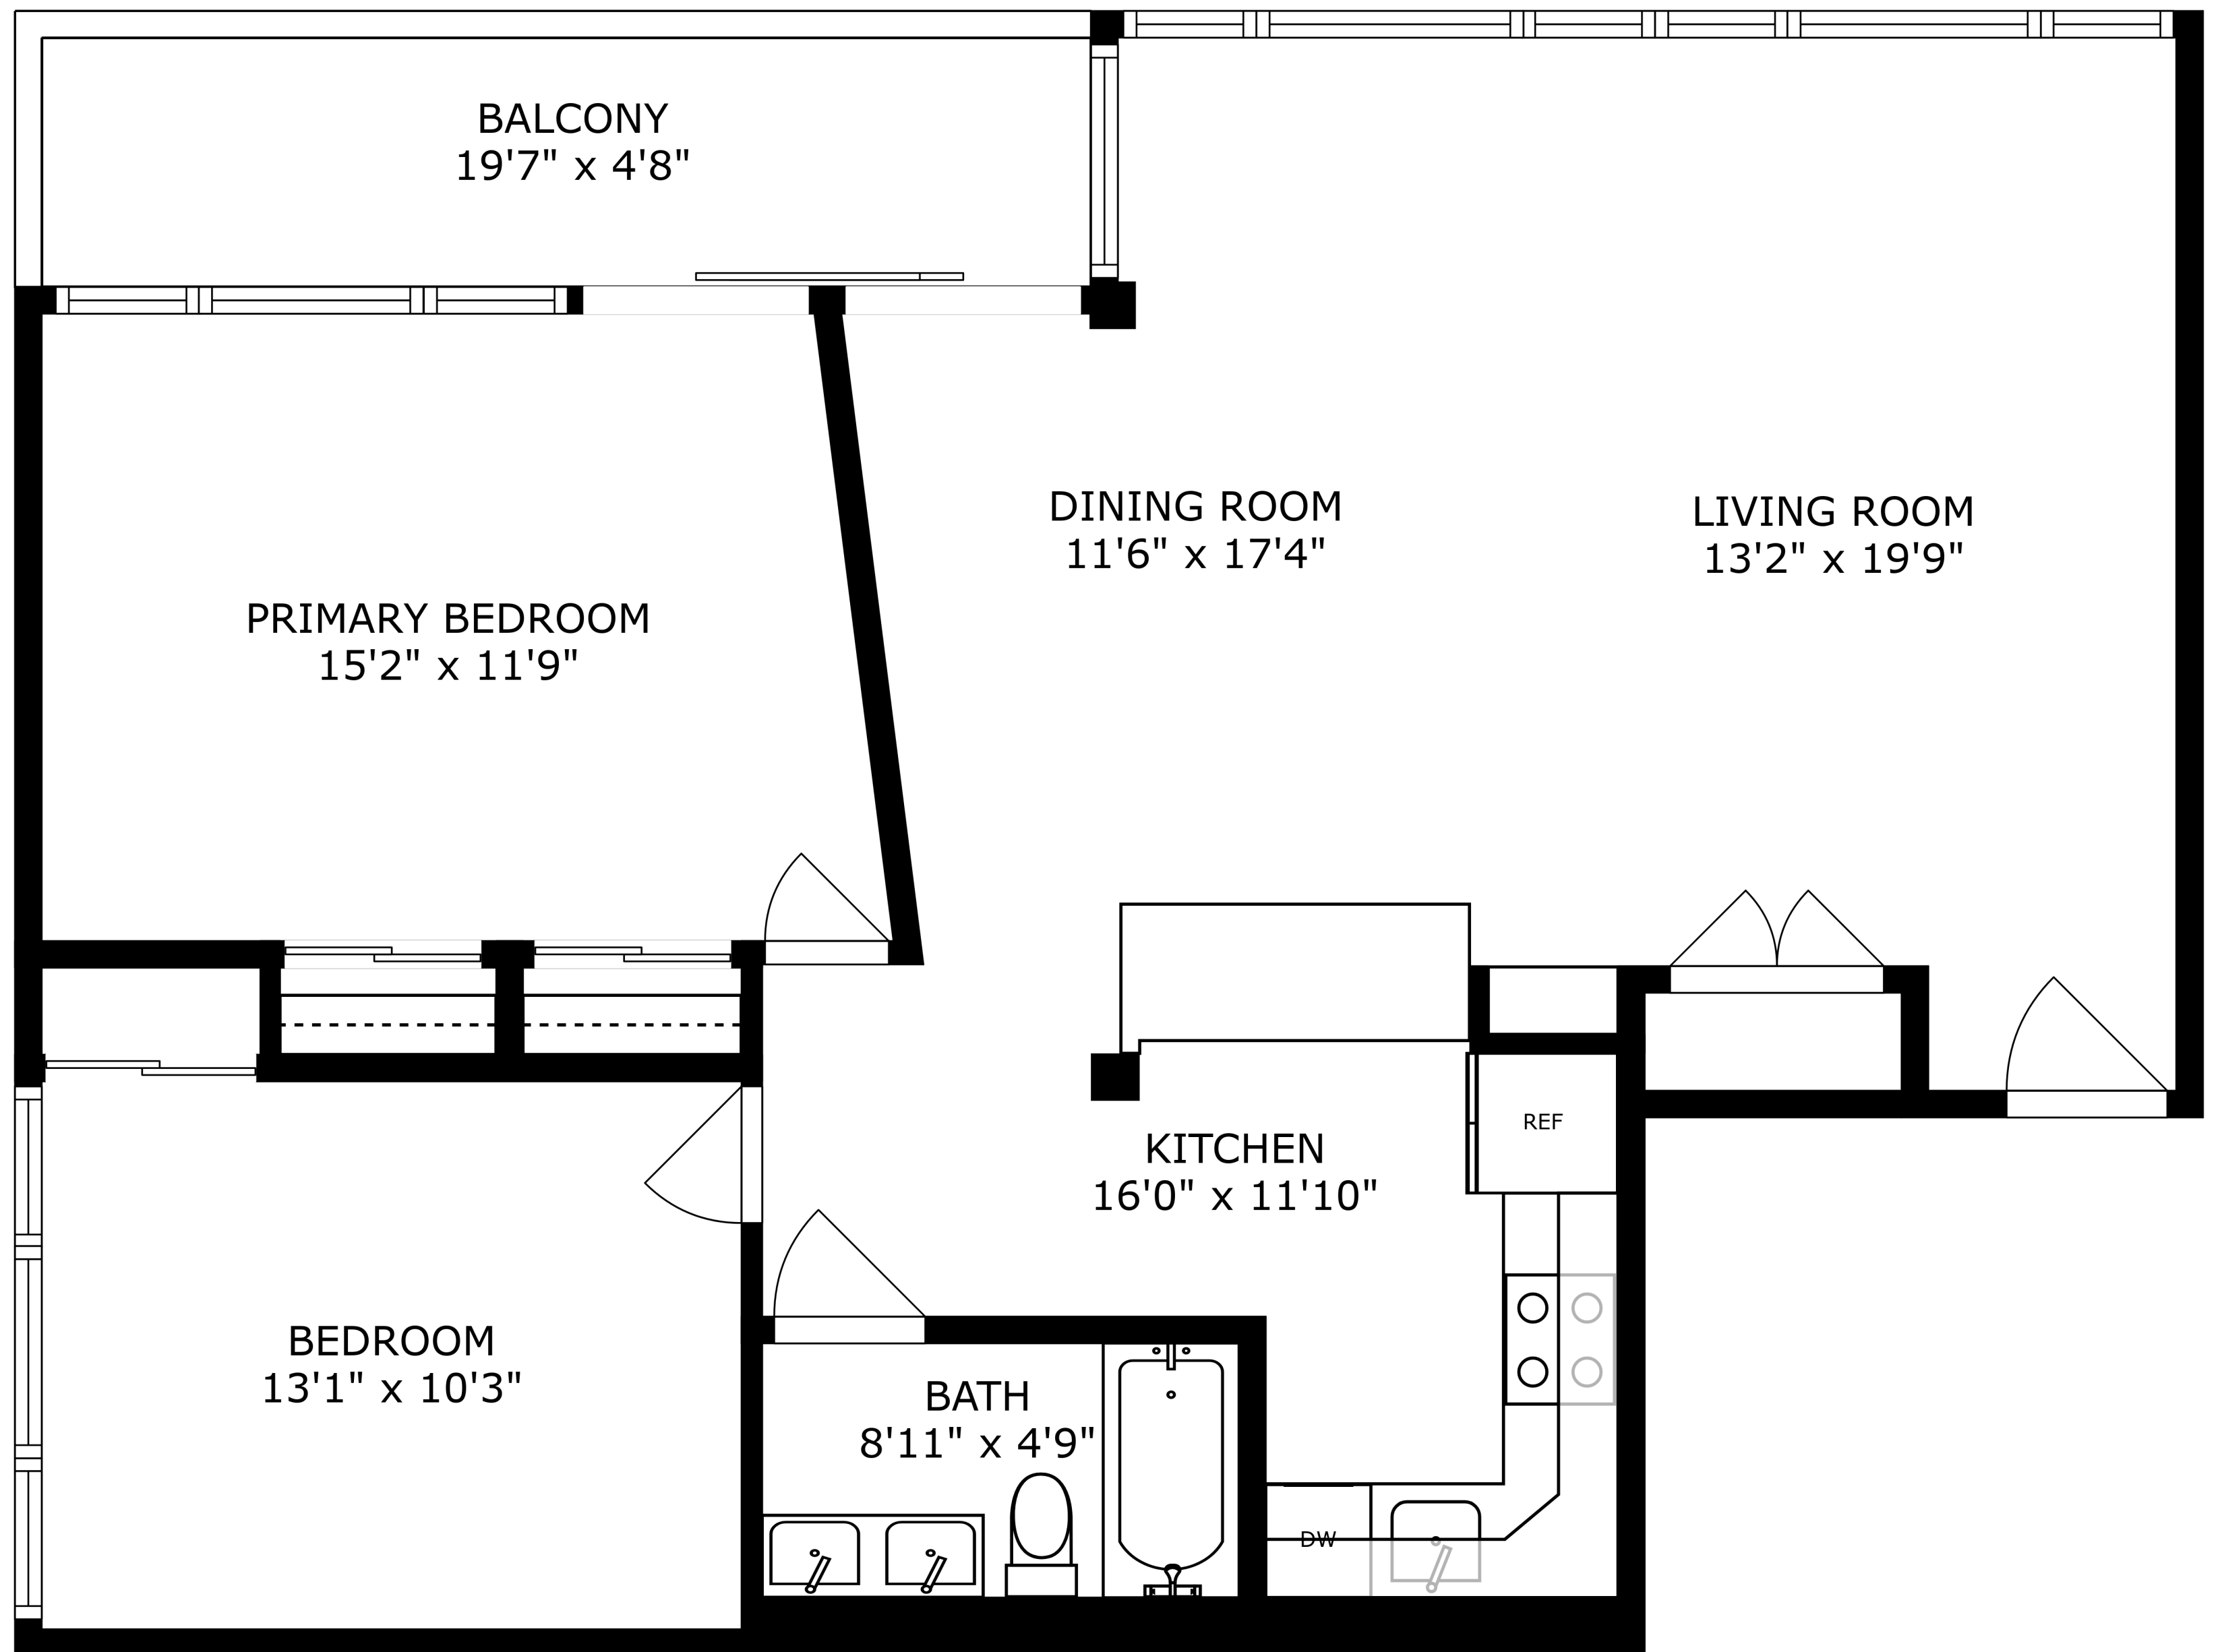 BALCONY
19'7" x 4'8"
DINING ROOM
11'6" x 17'4"
LIVING ROOM
13'2" x 19'9"
PRIMARY BEDROOM
15'2" x 11'9"
REF
KITCHEN
16'0" x 11'10"
BEDROOM
13'1" x 10'3"
BATH
8'11" x 4'9"
DW